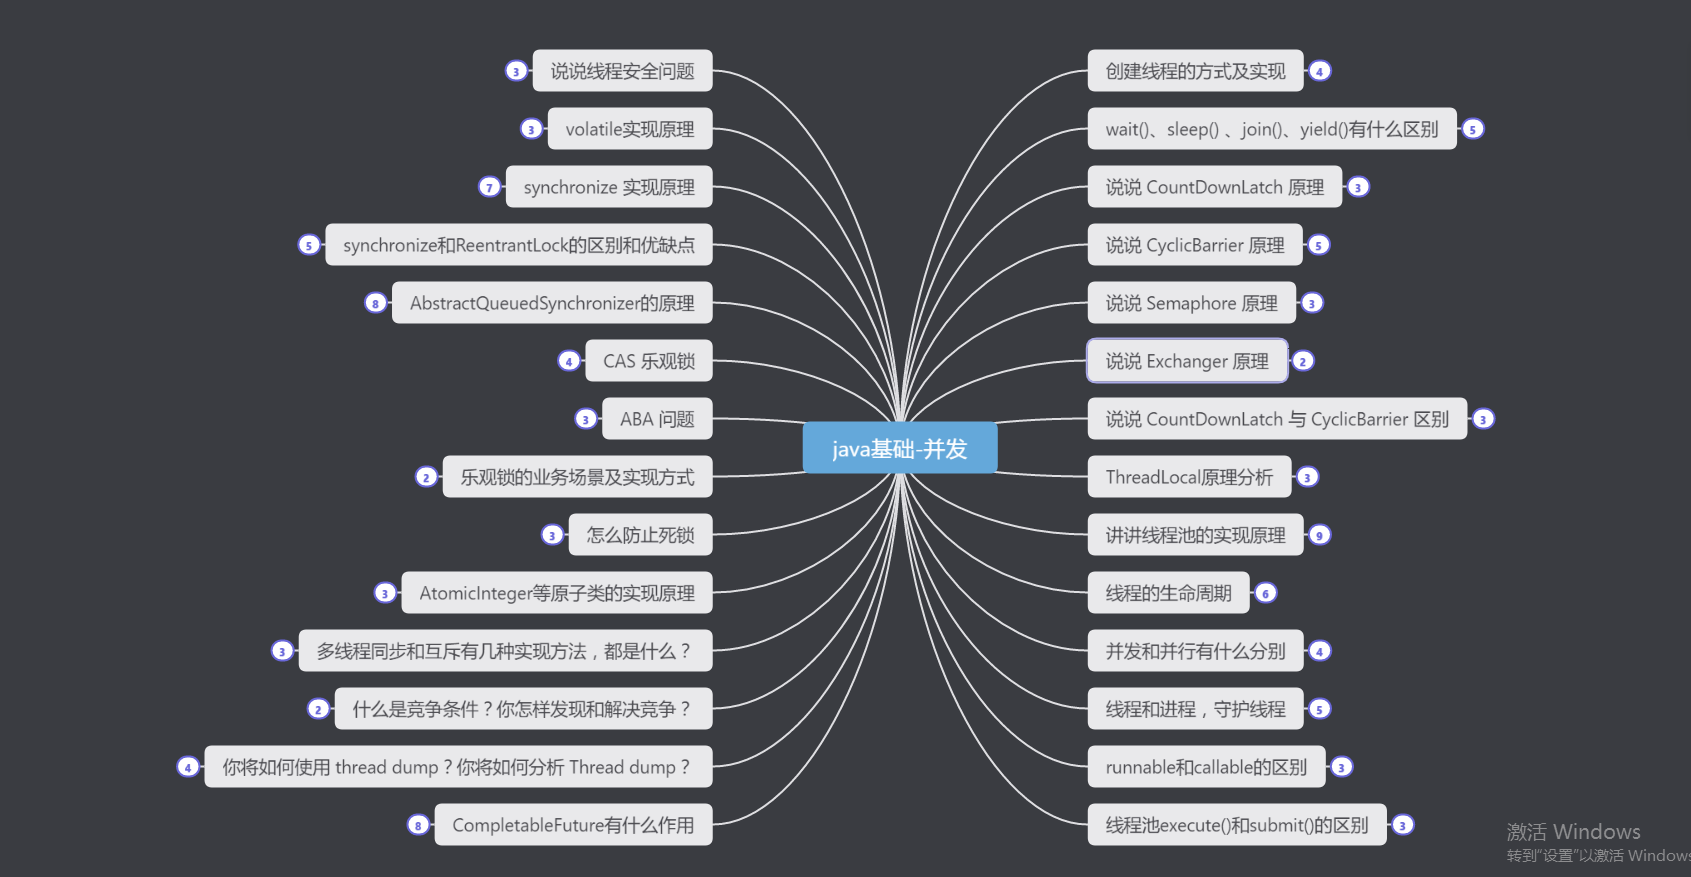 java基础-并发
说说线程安全问题
3
volatile实现原理
3
synchronize 实现原理
7
synchronize和ReentrantLock的区别和优缺点
5
AbstractQueuedSynchronizer的原理
8
CAS 乐观锁
4
ABA 问题
3
乐观锁的业务场景及实现方式
2
怎么防止死锁
3
AtomicInteger等原子类的实现原理
3
多线程同步和互斥有几种实现方法，都是什么？
3
什么是竞争条件？你怎样发现和解决竞争？
2
你将如何使用 thread dump？你将如何分析 Thread dump？
4
CompletableFuture有什么作用
8
创建线程的方式及实现
4
wait()、sleep() 、join()、yield()有什么区别
5
说说 CountDownLatch 原理
3
说说 CyclicBarrier 原理
5
说说 Semaphore 原理
3
说说 Exchanger 原理
2
说说 CountDownLatch 与 CyclicBarrier 区别
3
ThreadLocal原理分析
3
讲讲线程池的实现原理
9
线程的生命周期
6
并发和并行有什么分别
4
线程和进程，守护线程
5
runnable和callable的区别
3
线程池execute()和submit()的区别
3
激活 Windows
转到"设置"以激活 Windows